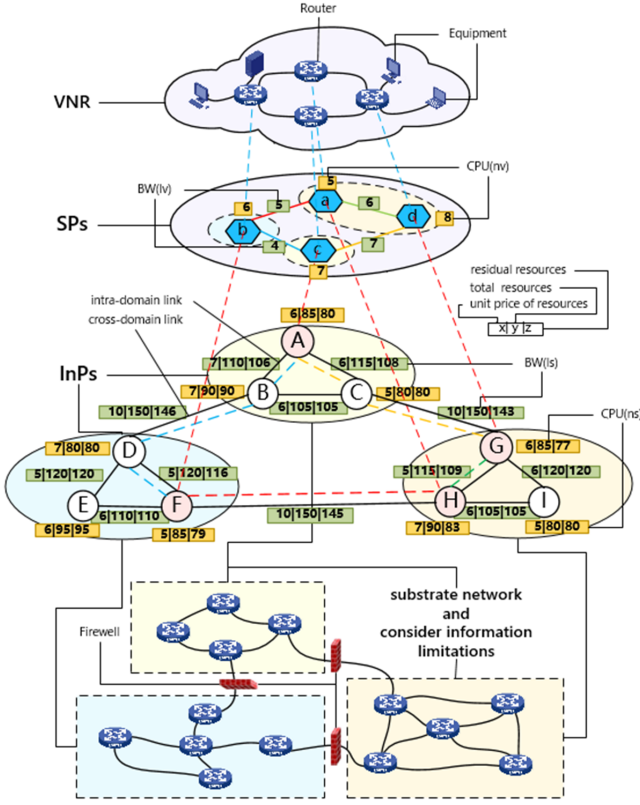 Router
Equipment
VNR
CPU(nv)
BW(lv)
5
5
6
a
6
d
8
SPs
b
4
c
7
7
residual resources
total resources
unit price of resources
x|y|z
intra-domain link
cross-domain link
6|85|80
A
7|110|106
6|115|108
BW(ls)
InPs
7|90|90
B
C
5|80|80
6|105|105
10|150|146
10|150|143
CPU(ns)
7|80|80
D
G
6|85|77
5|120|120
5|120|116
5|115|109
6|120|120
E
F
H
I
6|110|110
6|105|105
6|95|95
5|85|79
10|150|145
7|90|83
5|80|80
substrate network
and
consider information
limitations
Firewell